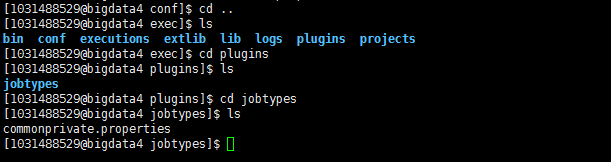 [1031488529@bigdata4 conf]$ cd ..
[1031488529@bigdata4 exec]$ ls
bin conf executions extlib lib logs plugins projects
[1031488529@bigdata4 exec]$ cd plugins
[1031488529@bigdata4 plugins]$ ls
jobtypes
[1031488529@bigdata4 plugins]$ cd jobtypes
[1031488529@bigdata4 jobtypes]$ ls
commonprivate.properties
[1031488529@bigdata4 jobtypes]$